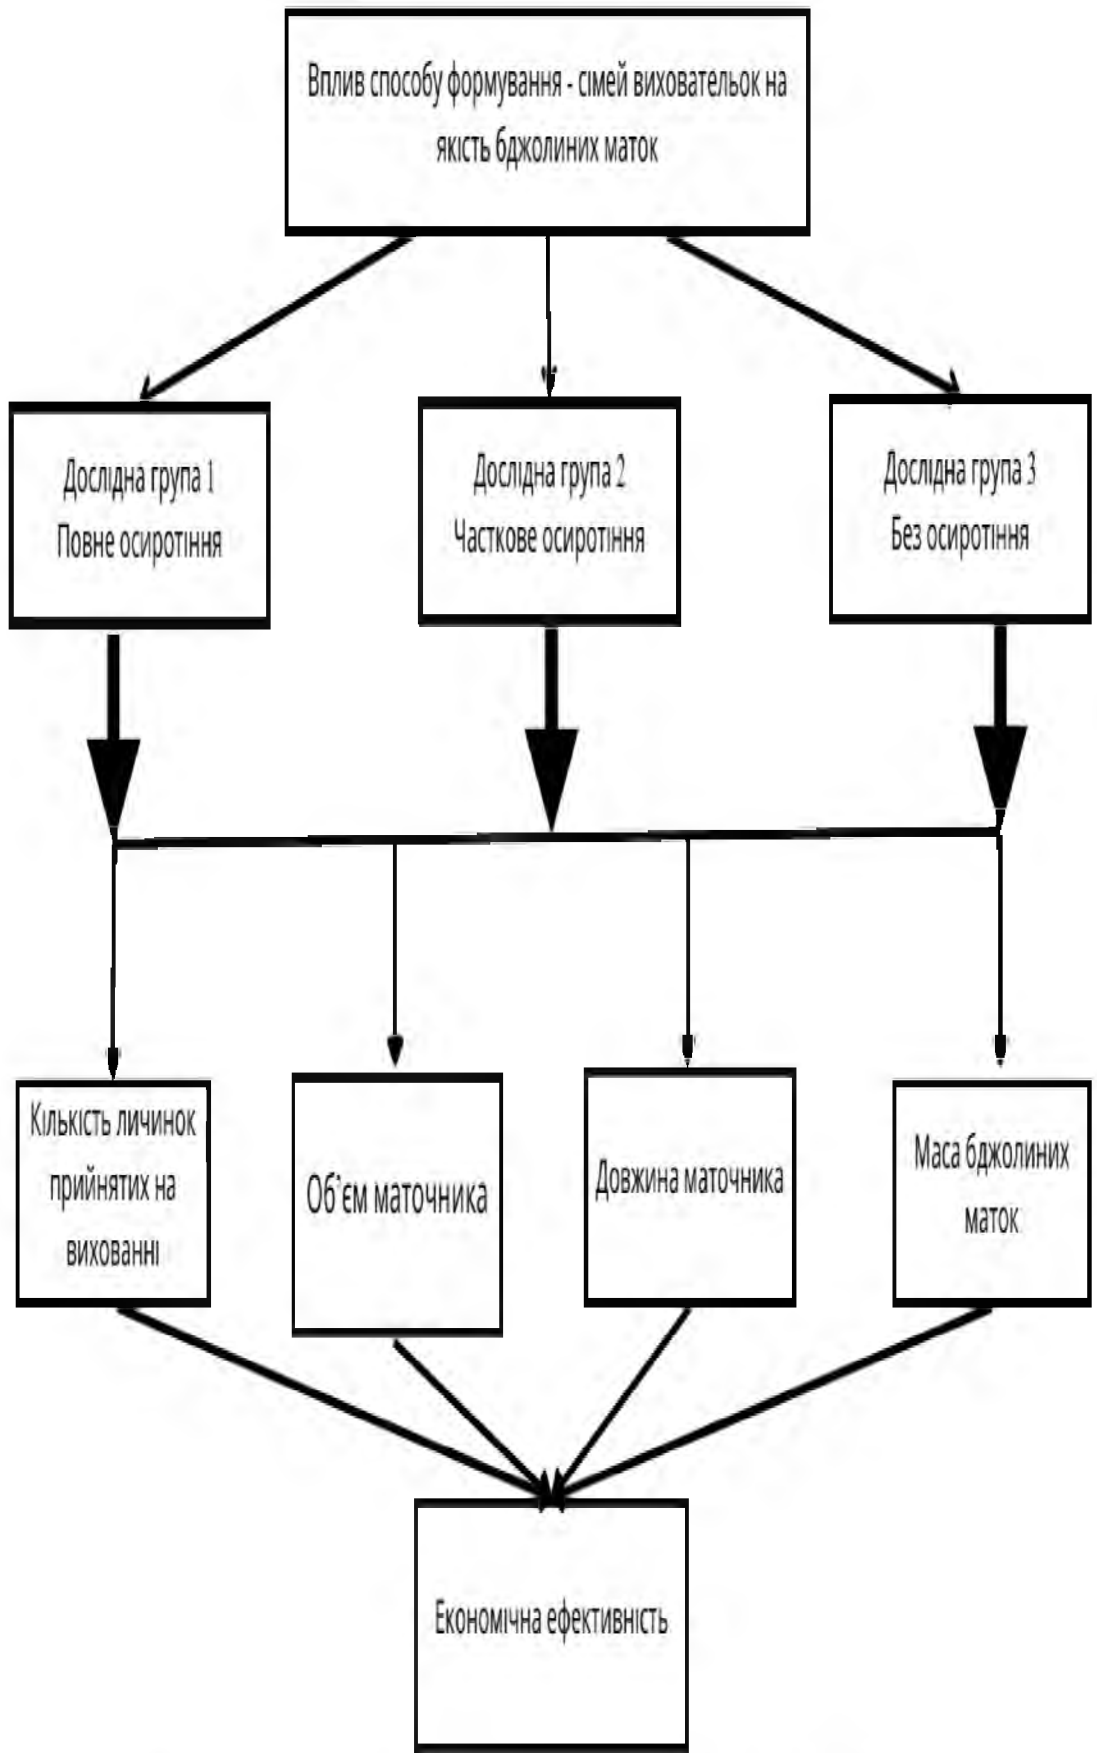 Вплив способу формування - сімей виховательок на
якість бджолиних маток
Дослідна група 1
Повне осиротіння
Дослідна група 2
Часткове осиротіння
Дослідна група 3
Без осиротіння
Кількість личинок
прийнятих на
вихованні
Об’єм маточника
Довжина маточника
Маса бджолиних
маток
Економічна ефективність